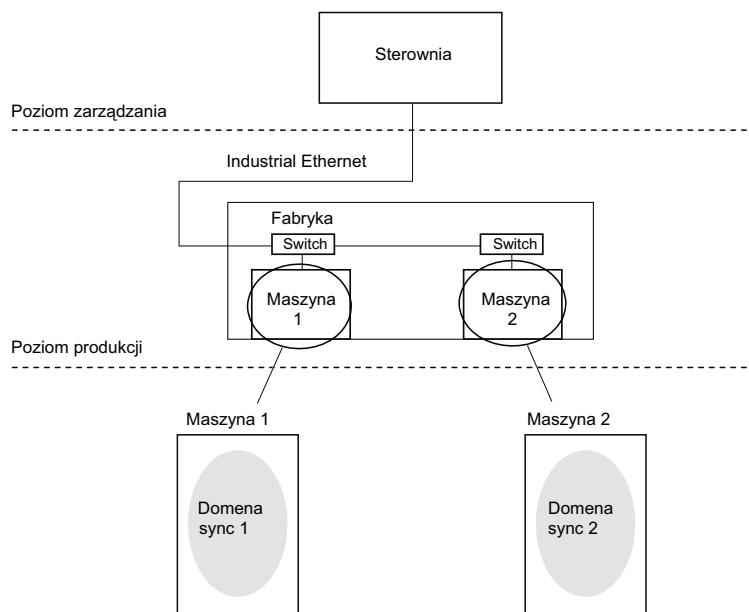 Sterownia
Poziom zarządzania
Industrial Ethernet
Fabryka
Switch
Switch
Maszyna
1
Maszyna
2
Poziom produkcji
Maszyna 1
Maszyna 2
Domena
sync 1
Domena
sync 2